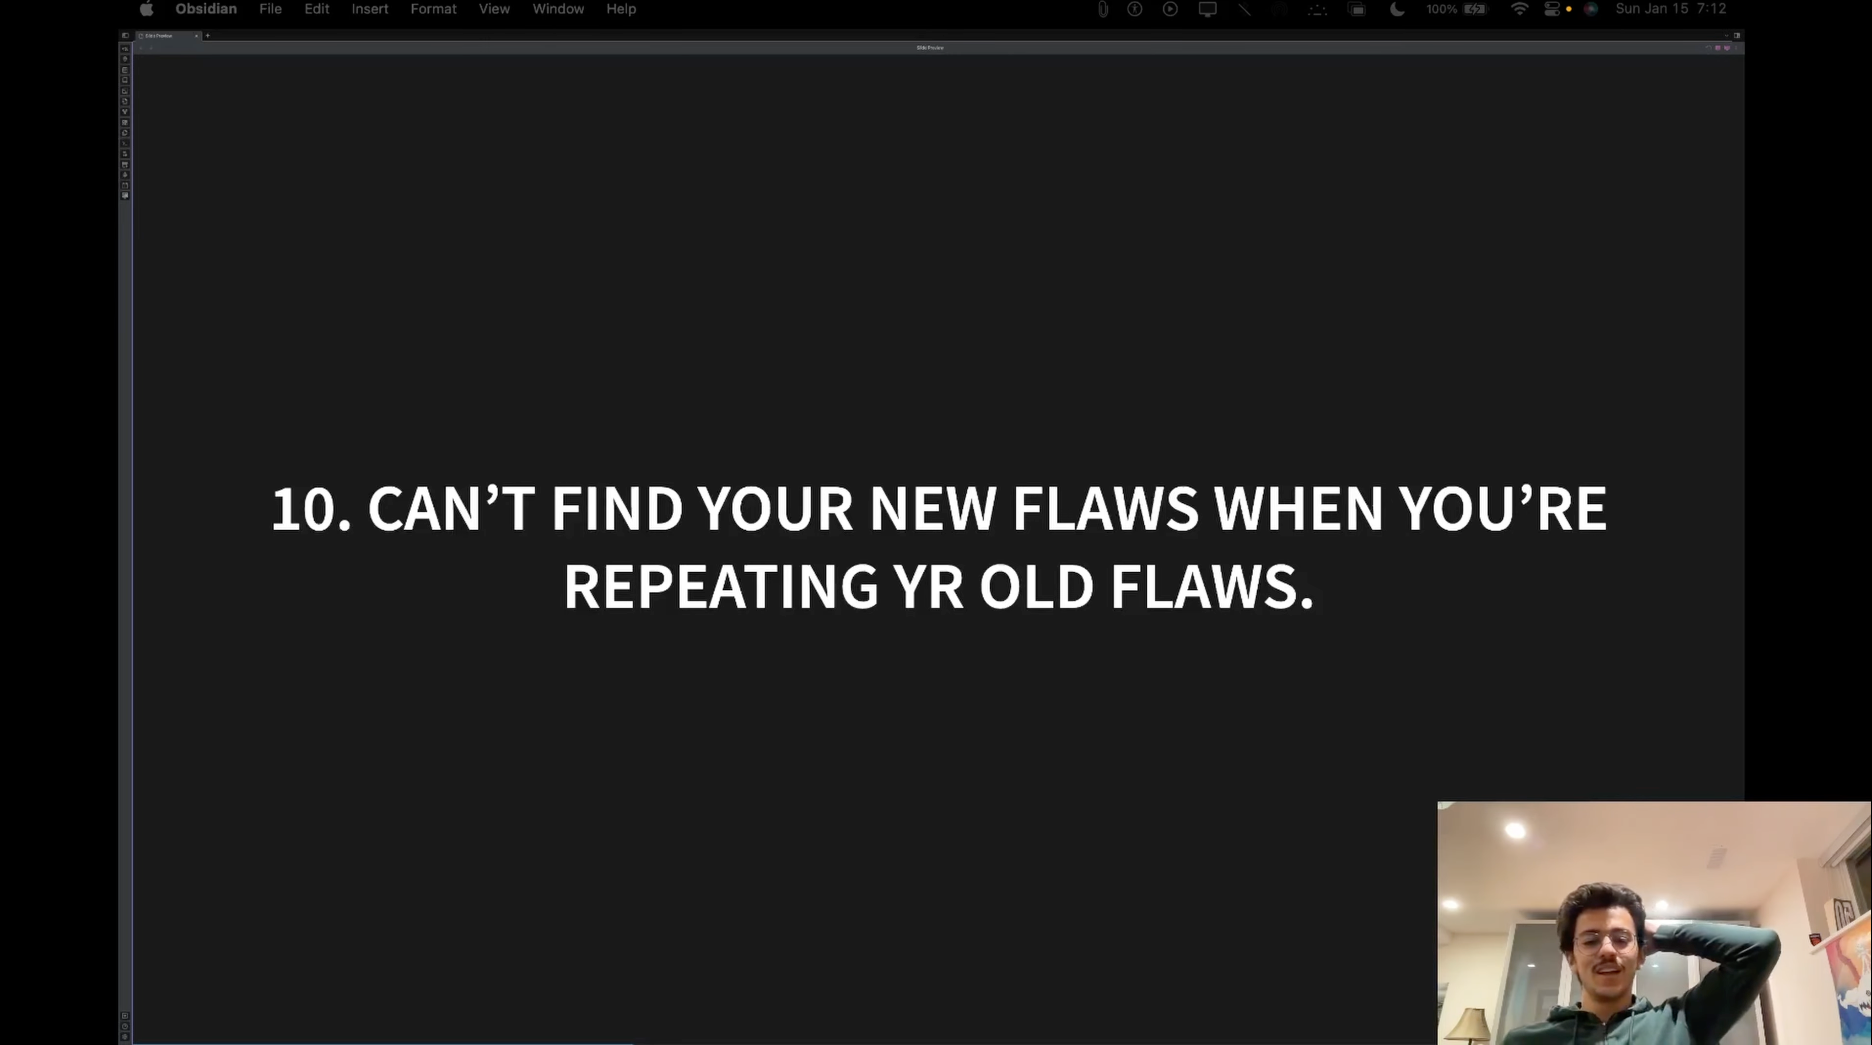 Obsidian File Edit Insert Format View Window Help 100% Sun Jan 15 7:12
Slide Preview
10. CAN’T FIND YOUR NEW FLAWS WHEN YOU’RE
REPEATING YR OLD FLAWS.